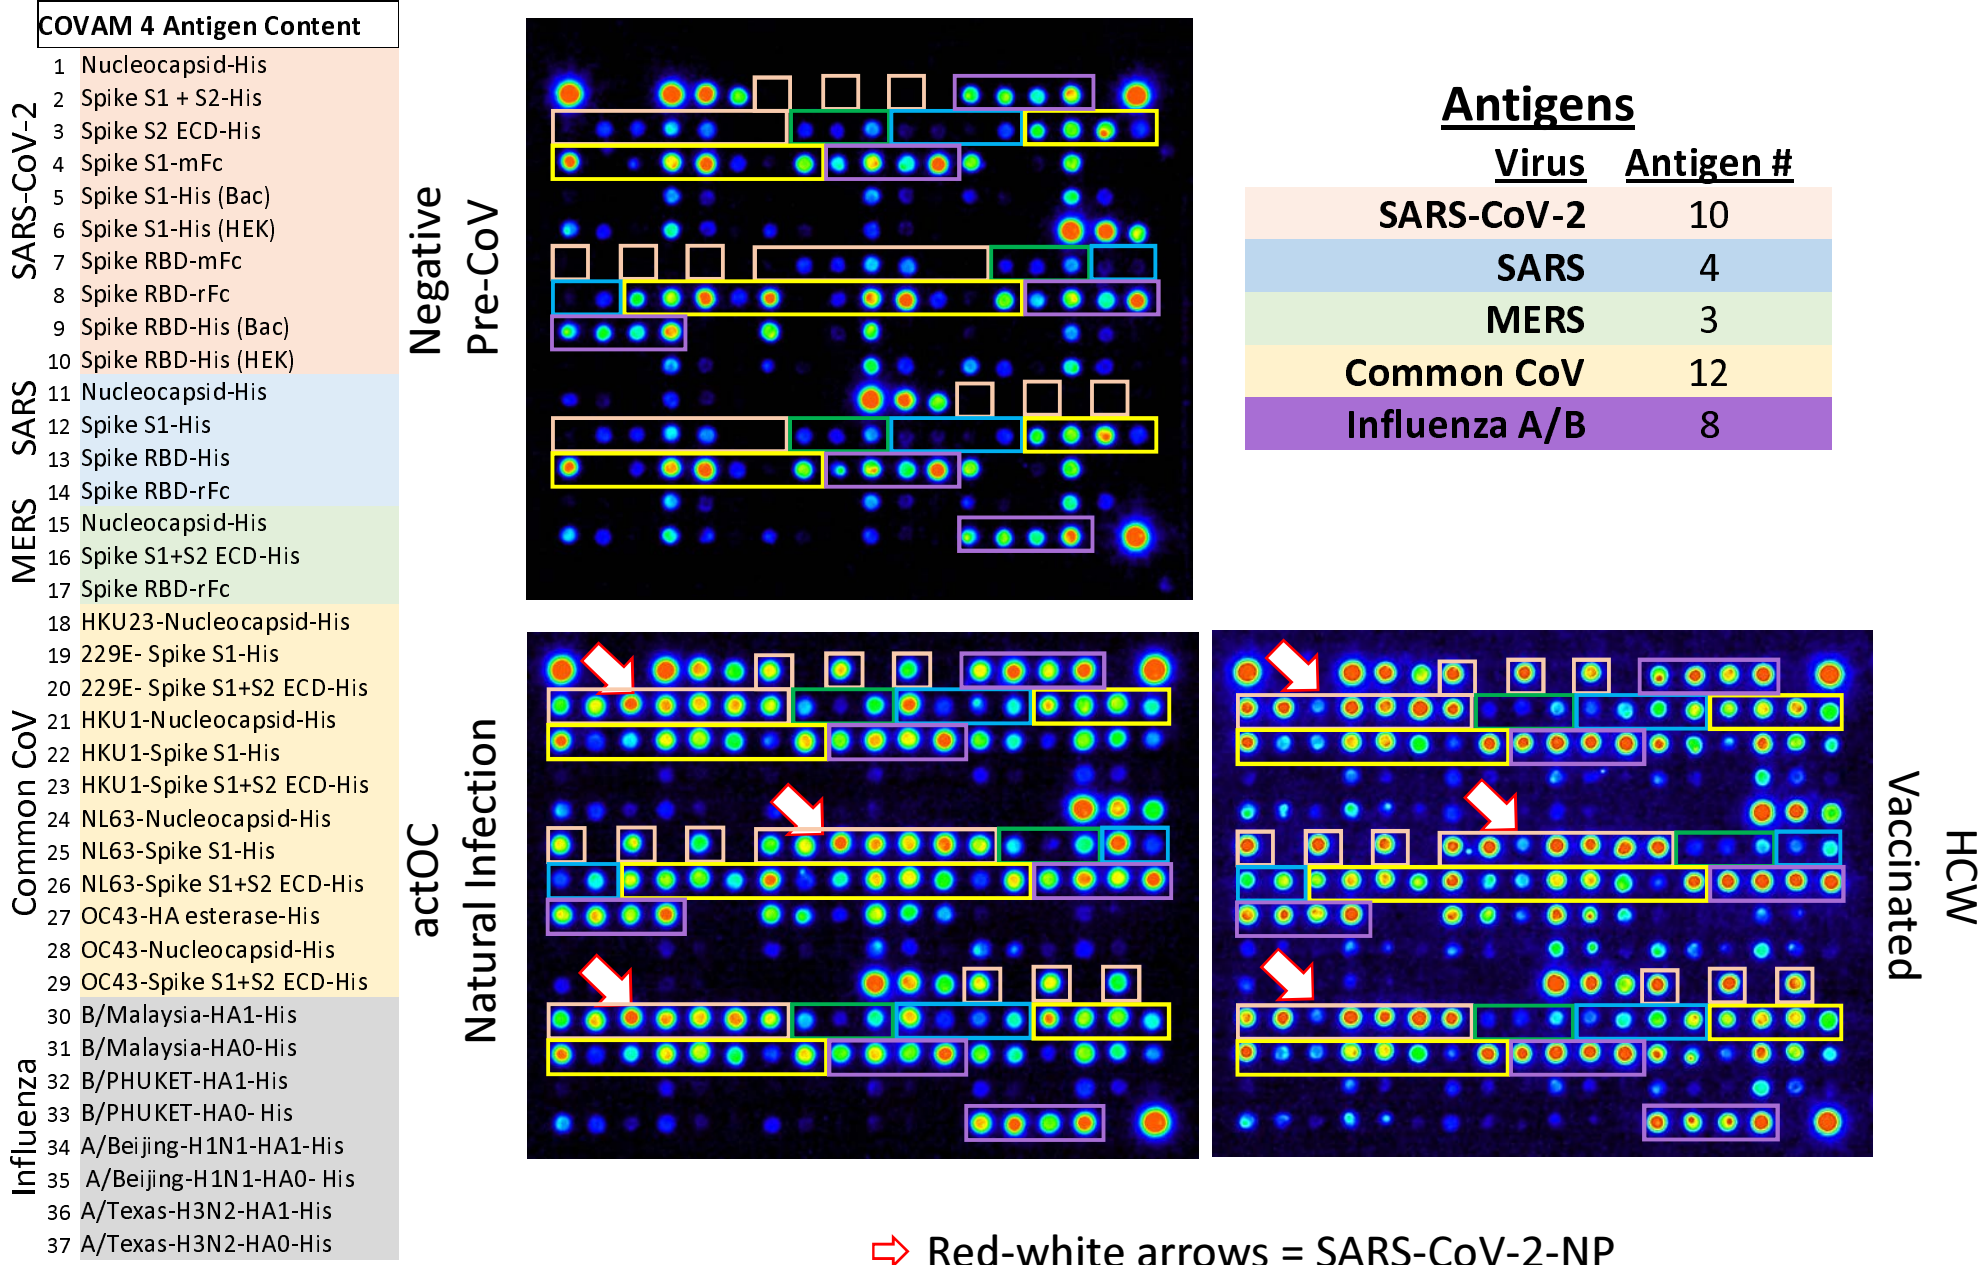 COVAM 4 Antigen Content
SARS-CoV-2
1 Nucleocapsid-His
2 Spike S1 + S2-His
3 Spike S2 ECD-His
4 Spike S1-mFc
5 Spike S1-His (Bac)
6 Spike S1-His (HEK)
7 Spike RBD-mFc
8 Spike RBD-rFc
9 Spike RBD-His (Bac)
10 Spike RBD-His (HEK)
SARS
11 Nucleocapsid-His
12 Spike S1-His
13 Spike RBD-His
14 Spike RBD-rFc
MERS
15 Nucleocapsid-His
16 Spike S1+S2 ECD-His
17 Spike RBD-rFc
Common CoV
18 HKU23-Nucleocapsid-His
19 229E- Spike S1-His
20 229E- Spike S1+S2 ECD-His
21 HKU1-Nucleocapsid-His
22 HKU1-Spike S1-His
23 HKU1-Spike S1+S2 ECD-His
24 NL63-Nucleocapsid-His
25 NL63-Spike S1-His
26 NL63-Spike S1+S2 ECD-His
27 OC43-HA esterase-His
28 OC43-Nucleocapsid-His
29 OC43-Spike S1+S2 ECD-His
Influenza
30 B/Malaysia-HA1-His
31 B/Malaysia-HA0-His
32 B/PHUKET-HA1-His
33 B/PHUKET-HA0- His
34 A/Beijing-H1N1-HA1-His
35 A/Beijing-H1N1-HA0- His
36 A/Texas-H3N2-HA1-His
37 A/Texas-H3N2-HA0-His
Negative
Pre-CoV
Antigens
Virus Antigen #
SARS-CoV-2 10
SARS 4
MERS 3
Common CoV 12
Influenza A/B 8
actOC
Natural Infection
HCW
Vaccinated
Red-white arrows = SARS-CoV-2-NP